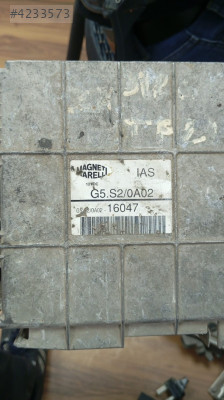 #4233573
MAGNETI
MARELLI
IAS
G5.S2/0A02
16047